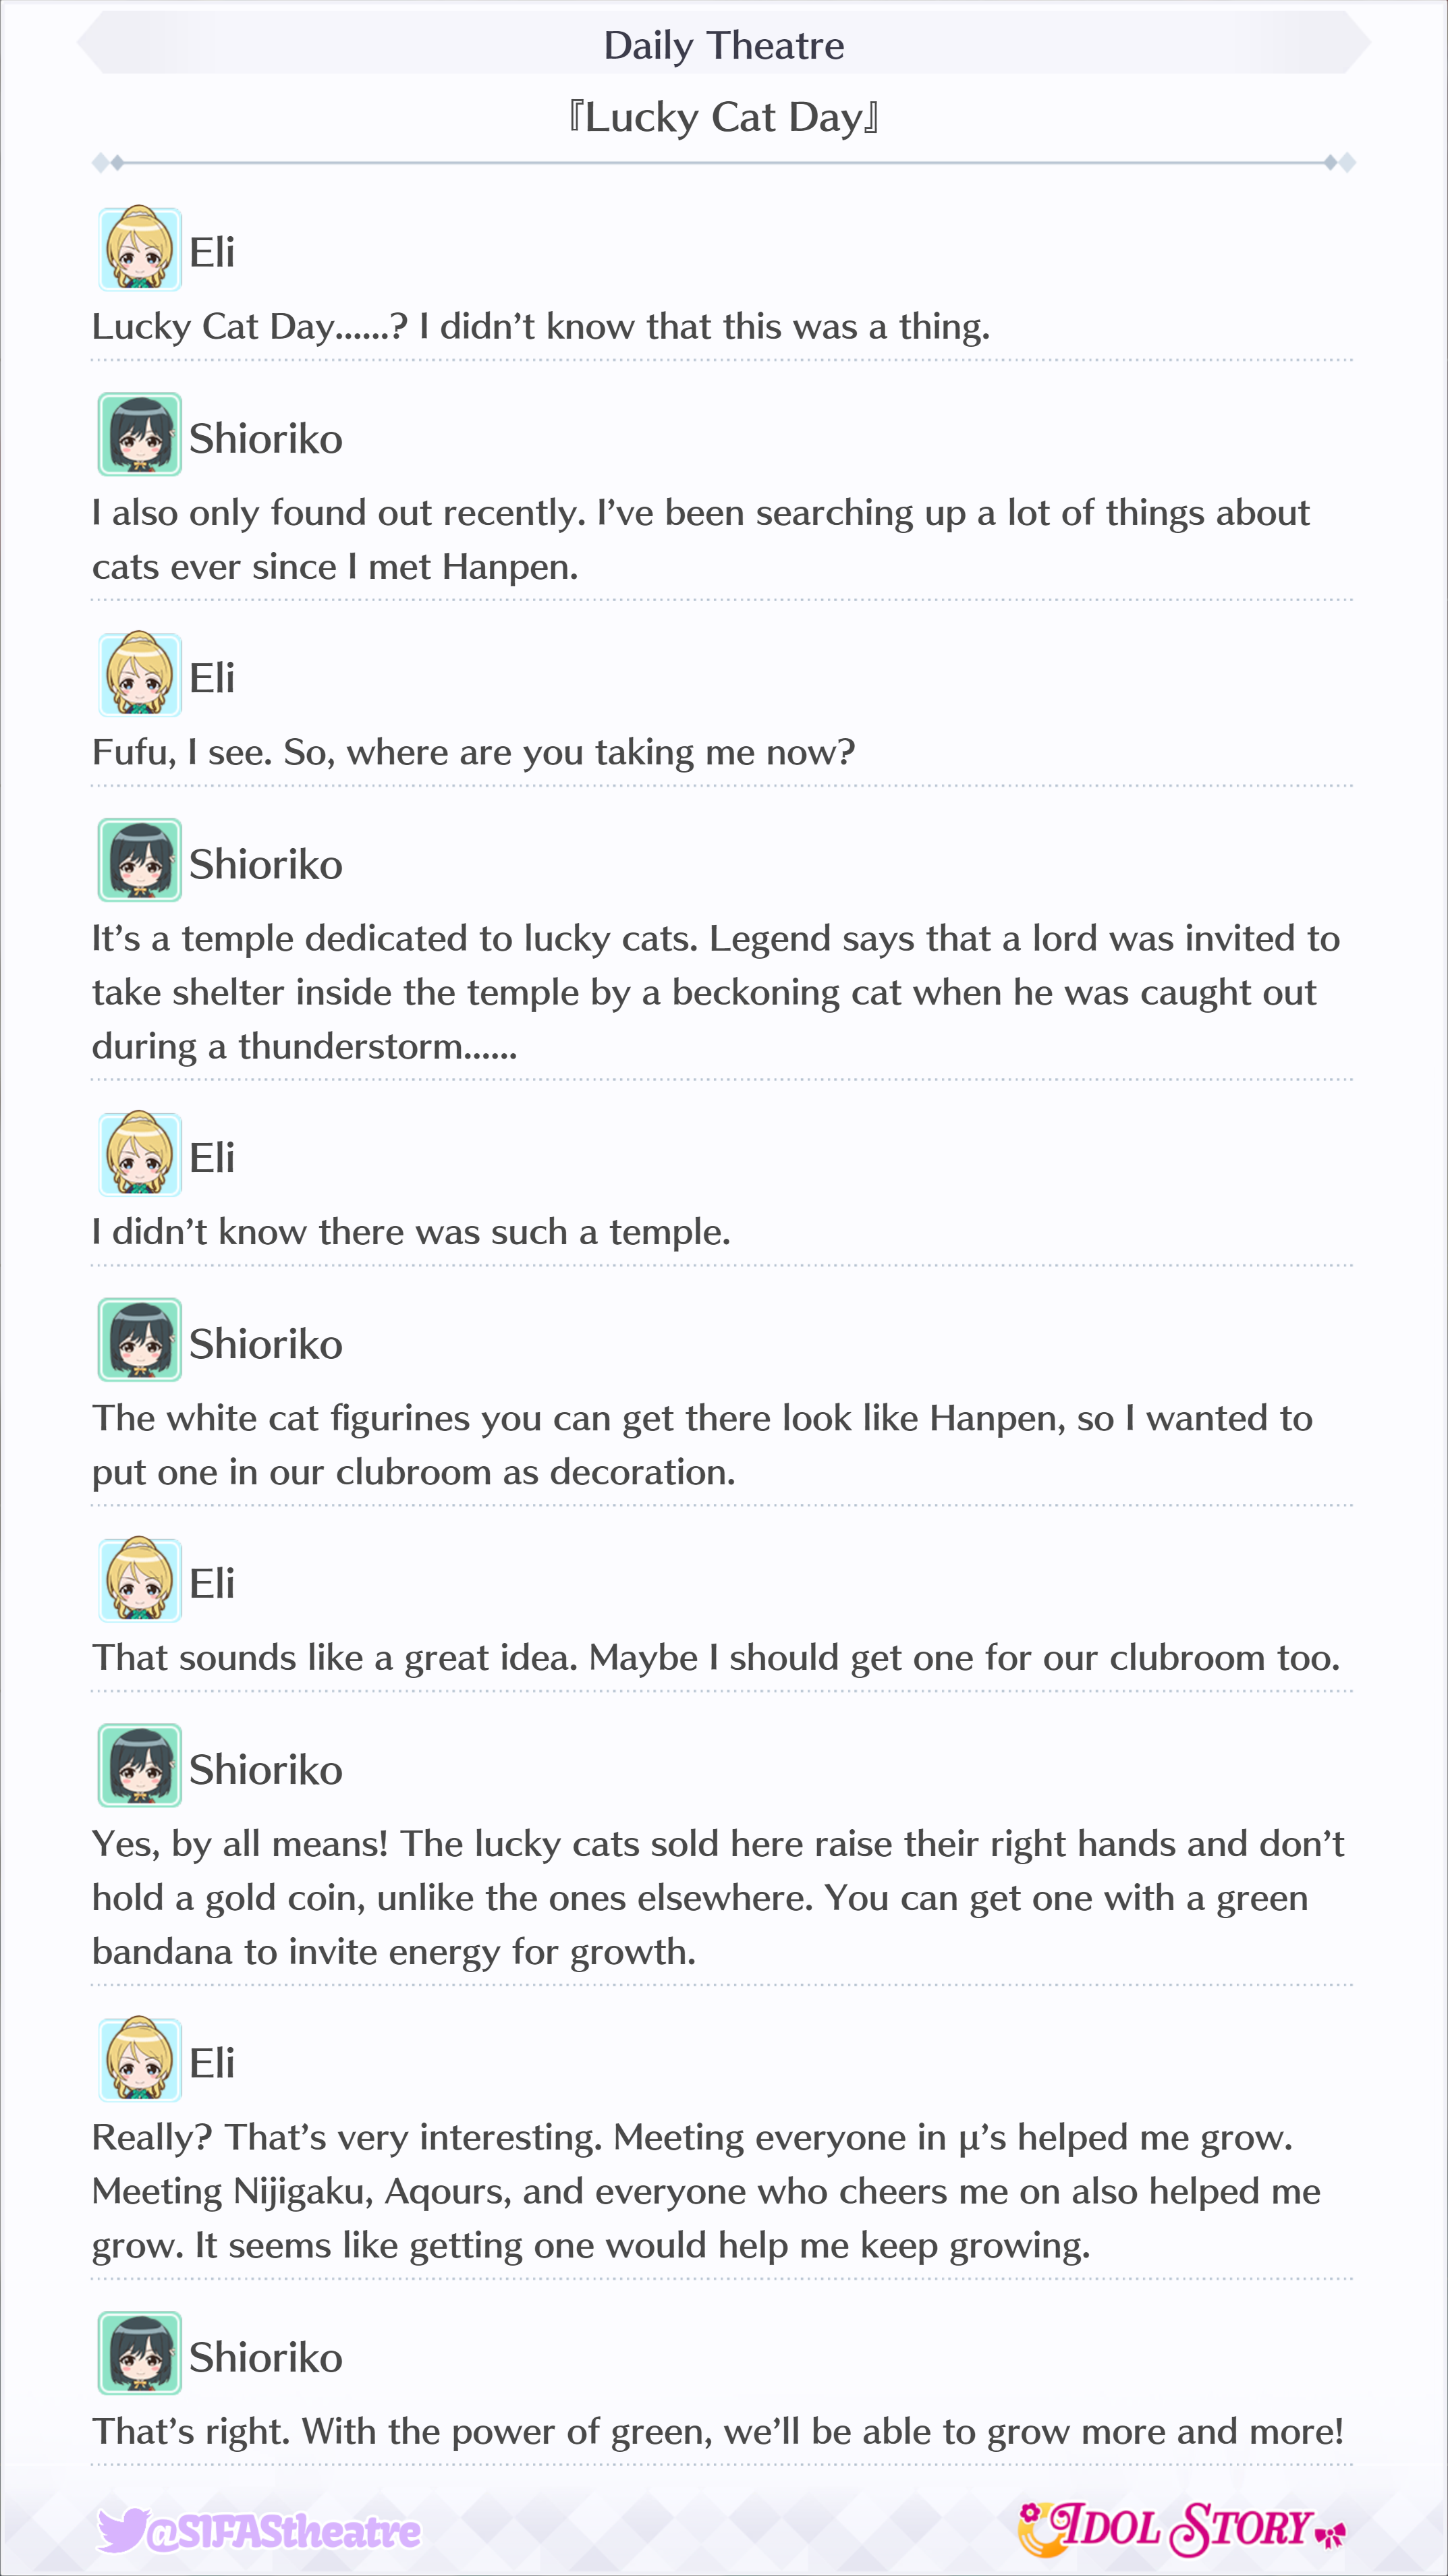 Daily Theatre
『Lucky Cat Day』
Eli
Lucky Cat Day......? I didn’t know that this was a thing.
Shioriko
I also only found out recently. I’ve been searching up a lot of things about
cats ever since I met Hanpen.
Eli
Fufu, I see. So, where are you taking me now?
Shioriko
It’s a temple dedicated to lucky cats. Legend says that a lord was invited to
take shelter inside the temple by a beckoning cat when he was caught out
during a thunderstorm......
Eli
I didn’t know there was such a temple.
Shioriko
The white cat figurines you can get there look like Hanpen, so I wanted to
put one in our clubroom as decoration.
Eli
That sounds like a great idea. Maybe I should get one for our clubroom too.
Shioriko
Yes, by all means! The lucky cats sold here raise their right hands and don’t
hold a gold coin, unlike the ones elsewhere. You can get one with a green
bandana to invite energy for growth.
Eli
Really? That’s very interesting. Meeting everyone in μ’s helped me grow.
Meeting Nijigaku, Aqours, and everyone who cheers me on also helped me
grow. It seems like getting one would help me keep growing.
Shioriko
That’s right. With the power of green, we’ll be able to grow more and more!
@SIFAStheatre
IDOL STORY